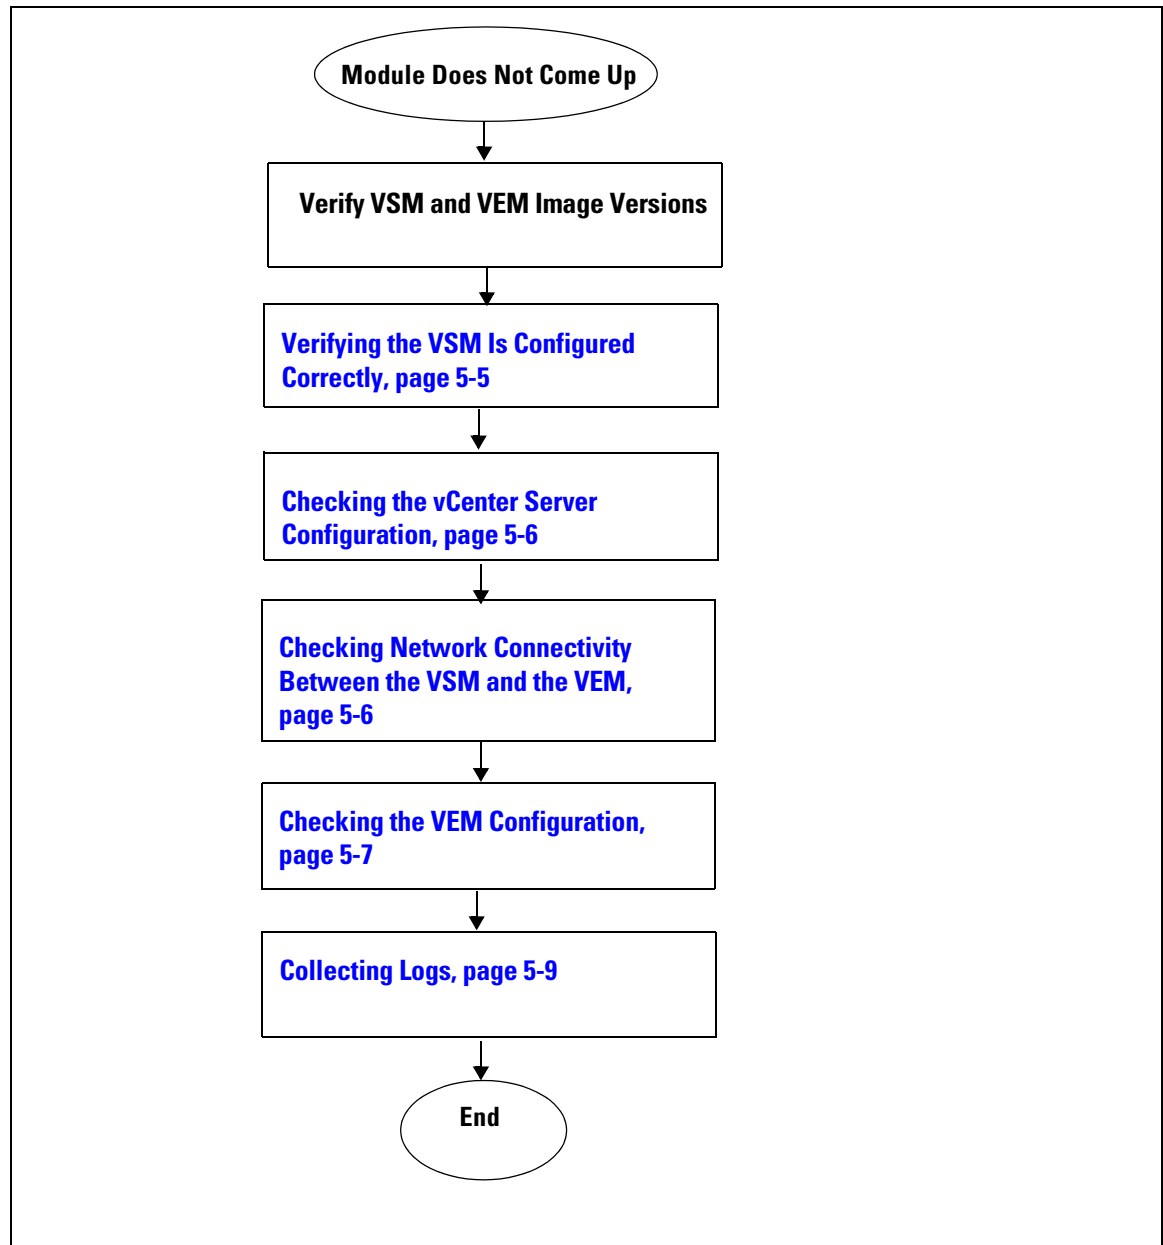 Module Does Not Come Up
Verify VSM and VEM Image Versions
Verifying the VSM Is Configured
Correctly, page 5-5
Checking the vCenter Server
Configuration, page 5-6
Checking Network Connectivity
Between the VSM and the VEM,
page 5-6
Checking the VEM Configuration,
page 5-7
Collecting Logs, page 5-9
End